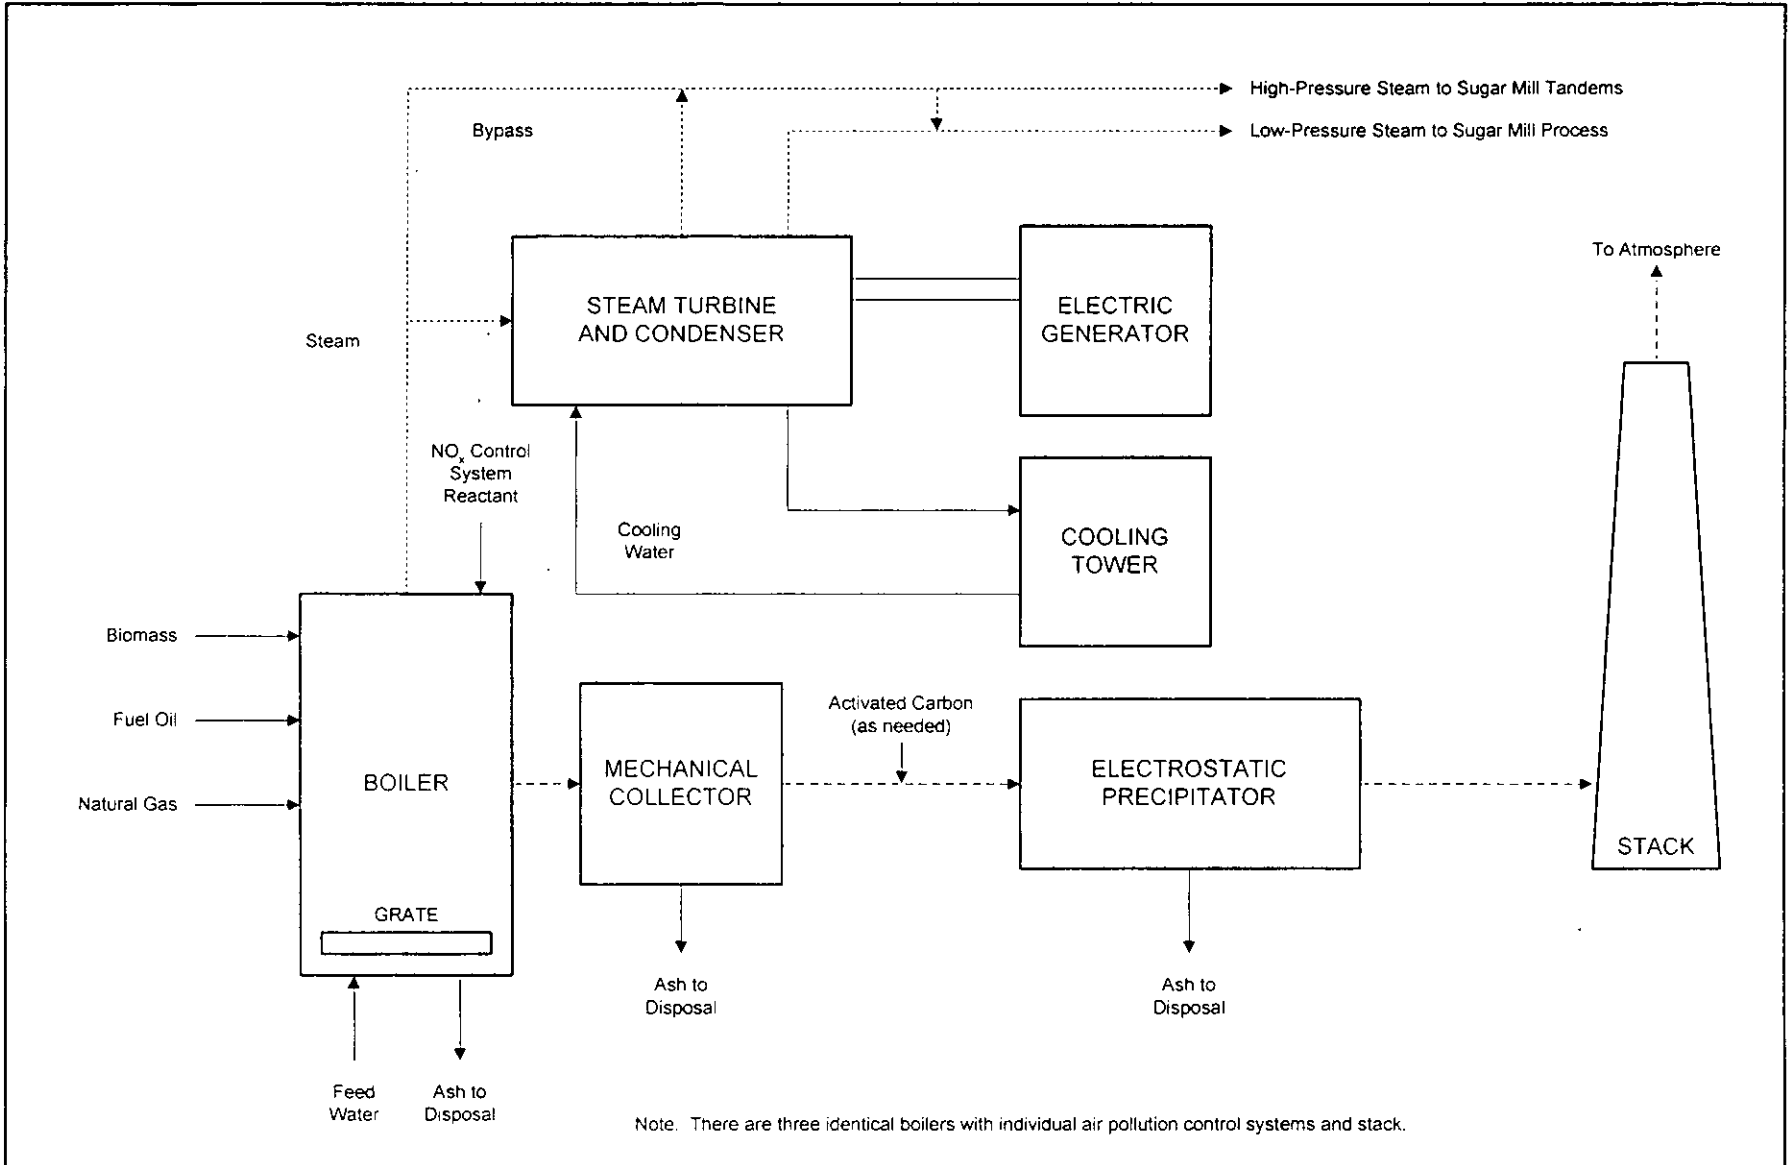 High-Pressure Steam to Sugar Mill Tandems
Bypass
Low-Pressure Steam to Sugar Mill Process
To Atmosphere
STEAM TURBINE
AND CONDENSER
ELECTRIC
GENERATOR
Steam
NOx Control
System
Reactant
Cooling
Water
COOLING
TOWER
Biomass
Fuel Oil
Natural Gas
BOILER
GRATE
MECHANICAL
COLLECTOR
Activated Carbon
(as needed)
ELECTROSTATIC
PRECIPITATOR
STACK
Ash to
Disposal
Ash to
Disposal
Feed
Water
Ash to
Disposal
Note. There are three identical boilers with individual air pollution control systems and stack.